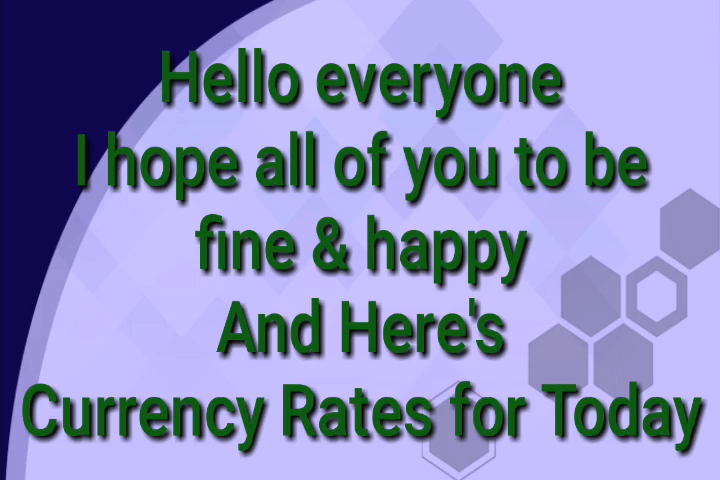 Hello everyone
I hope all of you to be
fine & happy
And Here's
Currency Rates for Today